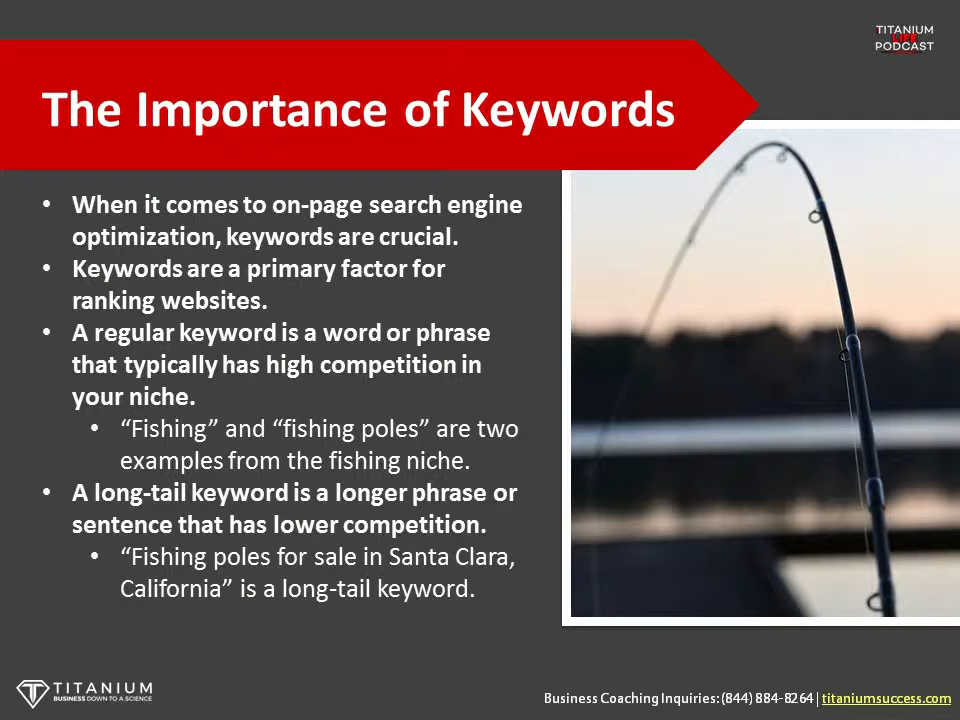 TITANIUM
LIFE
PODCAST
The Importance of Keywords
• When it comes to on-page search engine
optimization, keywords are crucial.
• Keywords are a primary factor for
ranking websites.
• A regular keyword is a word or phrase
that typically has high competition in
your niche.
• “Fishing” and “fishing poles” are two
examples from the fishing niche.
• A long-tail keyword is a longer phrase or
sentence that has lower competition.
• “Fishing poles for sale in Santa Clara,
California” is a long-tail keyword.
TITANIUM
BUSINESS DOWN TO A SCIENCE
Business Coaching Inquiries: (844) 884-8264 | titaniumsuccess.com